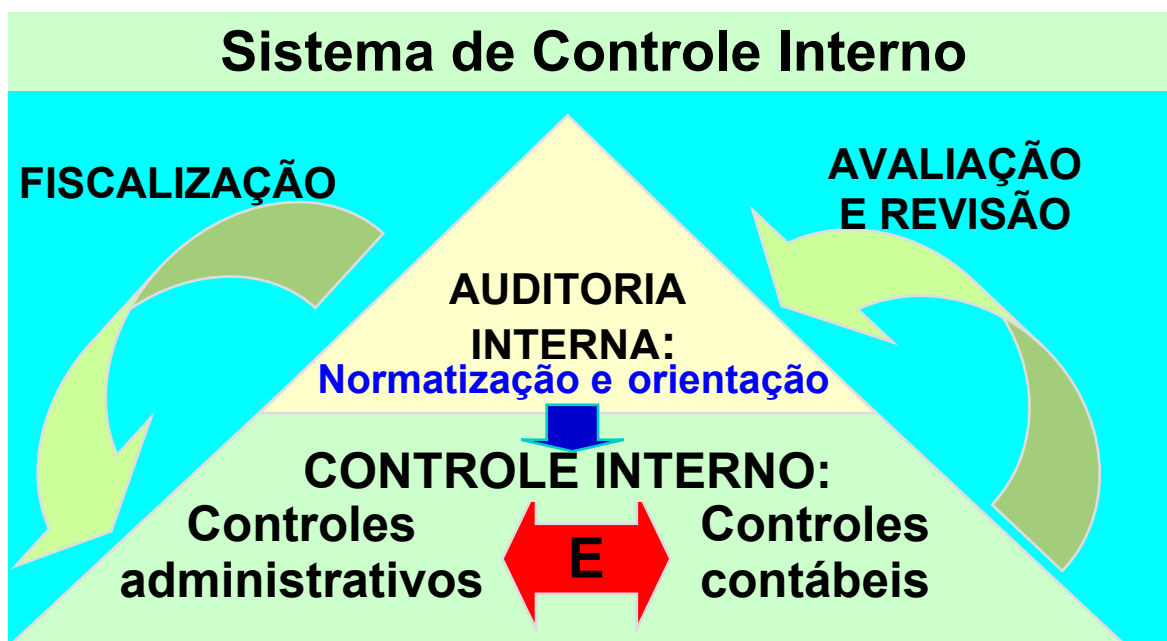 Sistema de Controle Interno
FISCALIZAÇÃO
AVALIAÇÃO
E REVISÃO
AUDITORIA
INTERNA:
Normatização e orientação
CONTROLE INTERNO:
Controles
administrativos
E
Controles
contábeis